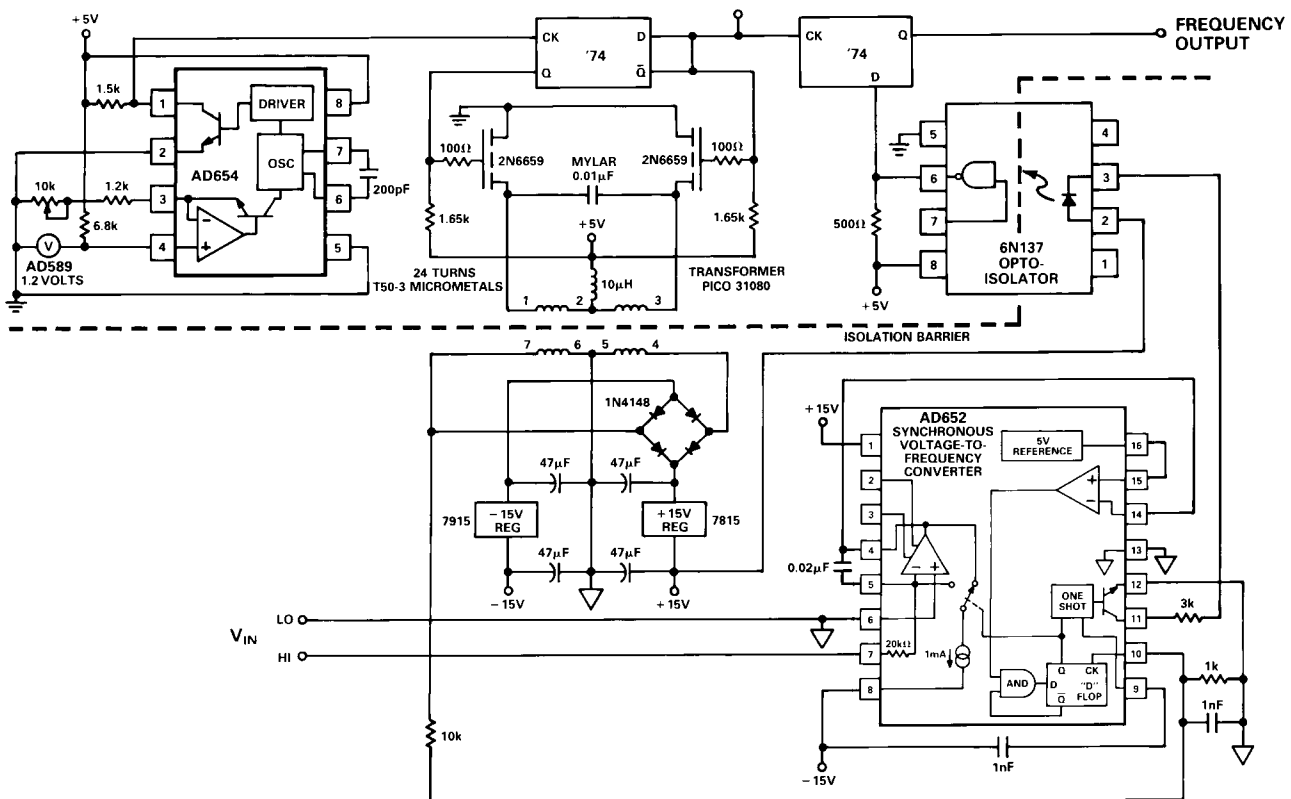 +5V
1.5k
1
2
3
4
8
7
6
5
DRIVER
OSC
AD654
200pF
10k
1.2k
6.8k
V
AD589
1.2 VOLTS
CK
Q
'74
D
Q̅
CK
'74
Q
D
FREQUENCY
OUTPUT
100Ω
2N6659
MYLAR
0.01μF
2N6659
100Ω
1.65k
+5V
1.65k
24 TURNS
T50-3 MICROMETALS
10μH
TRANSFORMER
PICO 31080
1
2
3
500Ω
+5V
5
6
7
8
4
3
2
1
6N137
OPTO-
ISOLATOR
ISOLATION BARRIER
7
6
5
4
1N4148
47μF
47μF
7915
−15V
REG
+15V
REG
7815
47μF
47μF
−15V
+15V
LO
VIN
HI
10k
+15V
AD652
SYNCHRONOUS
VOLTAGE-TO-
FREQUENCY
CONVERTER
5V
REFERENCE
1
2
3
4
5
6
7
8
16
15
14
13
12
11
10
9
−
+
+
−
0.02μF
20kΩ
1mA
ONE
SHOT
AND
Q
CK
D
"D"
FLOP
Q̅
3k
1k
1nF
1nF
−15V